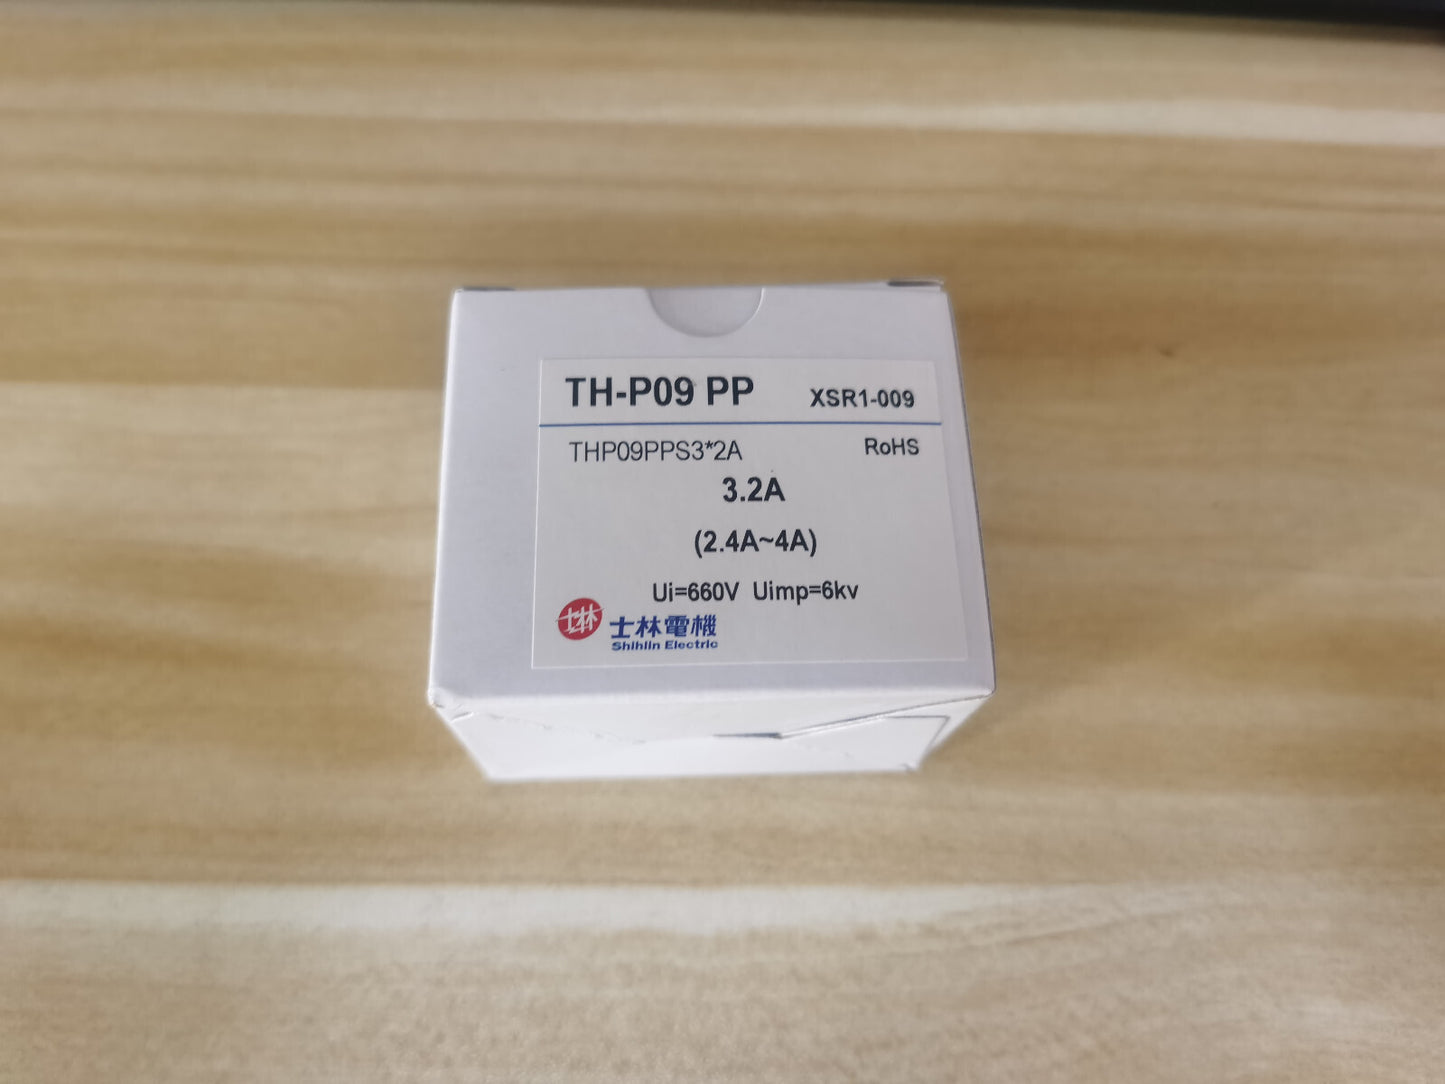 TH-P09 PP XSR1-009
THP09PPS3*2A RoHS
3.2A
(2.4A~4A)
Ui=660V Uimp=6kv
士林 士林電機
Shihlin Electric